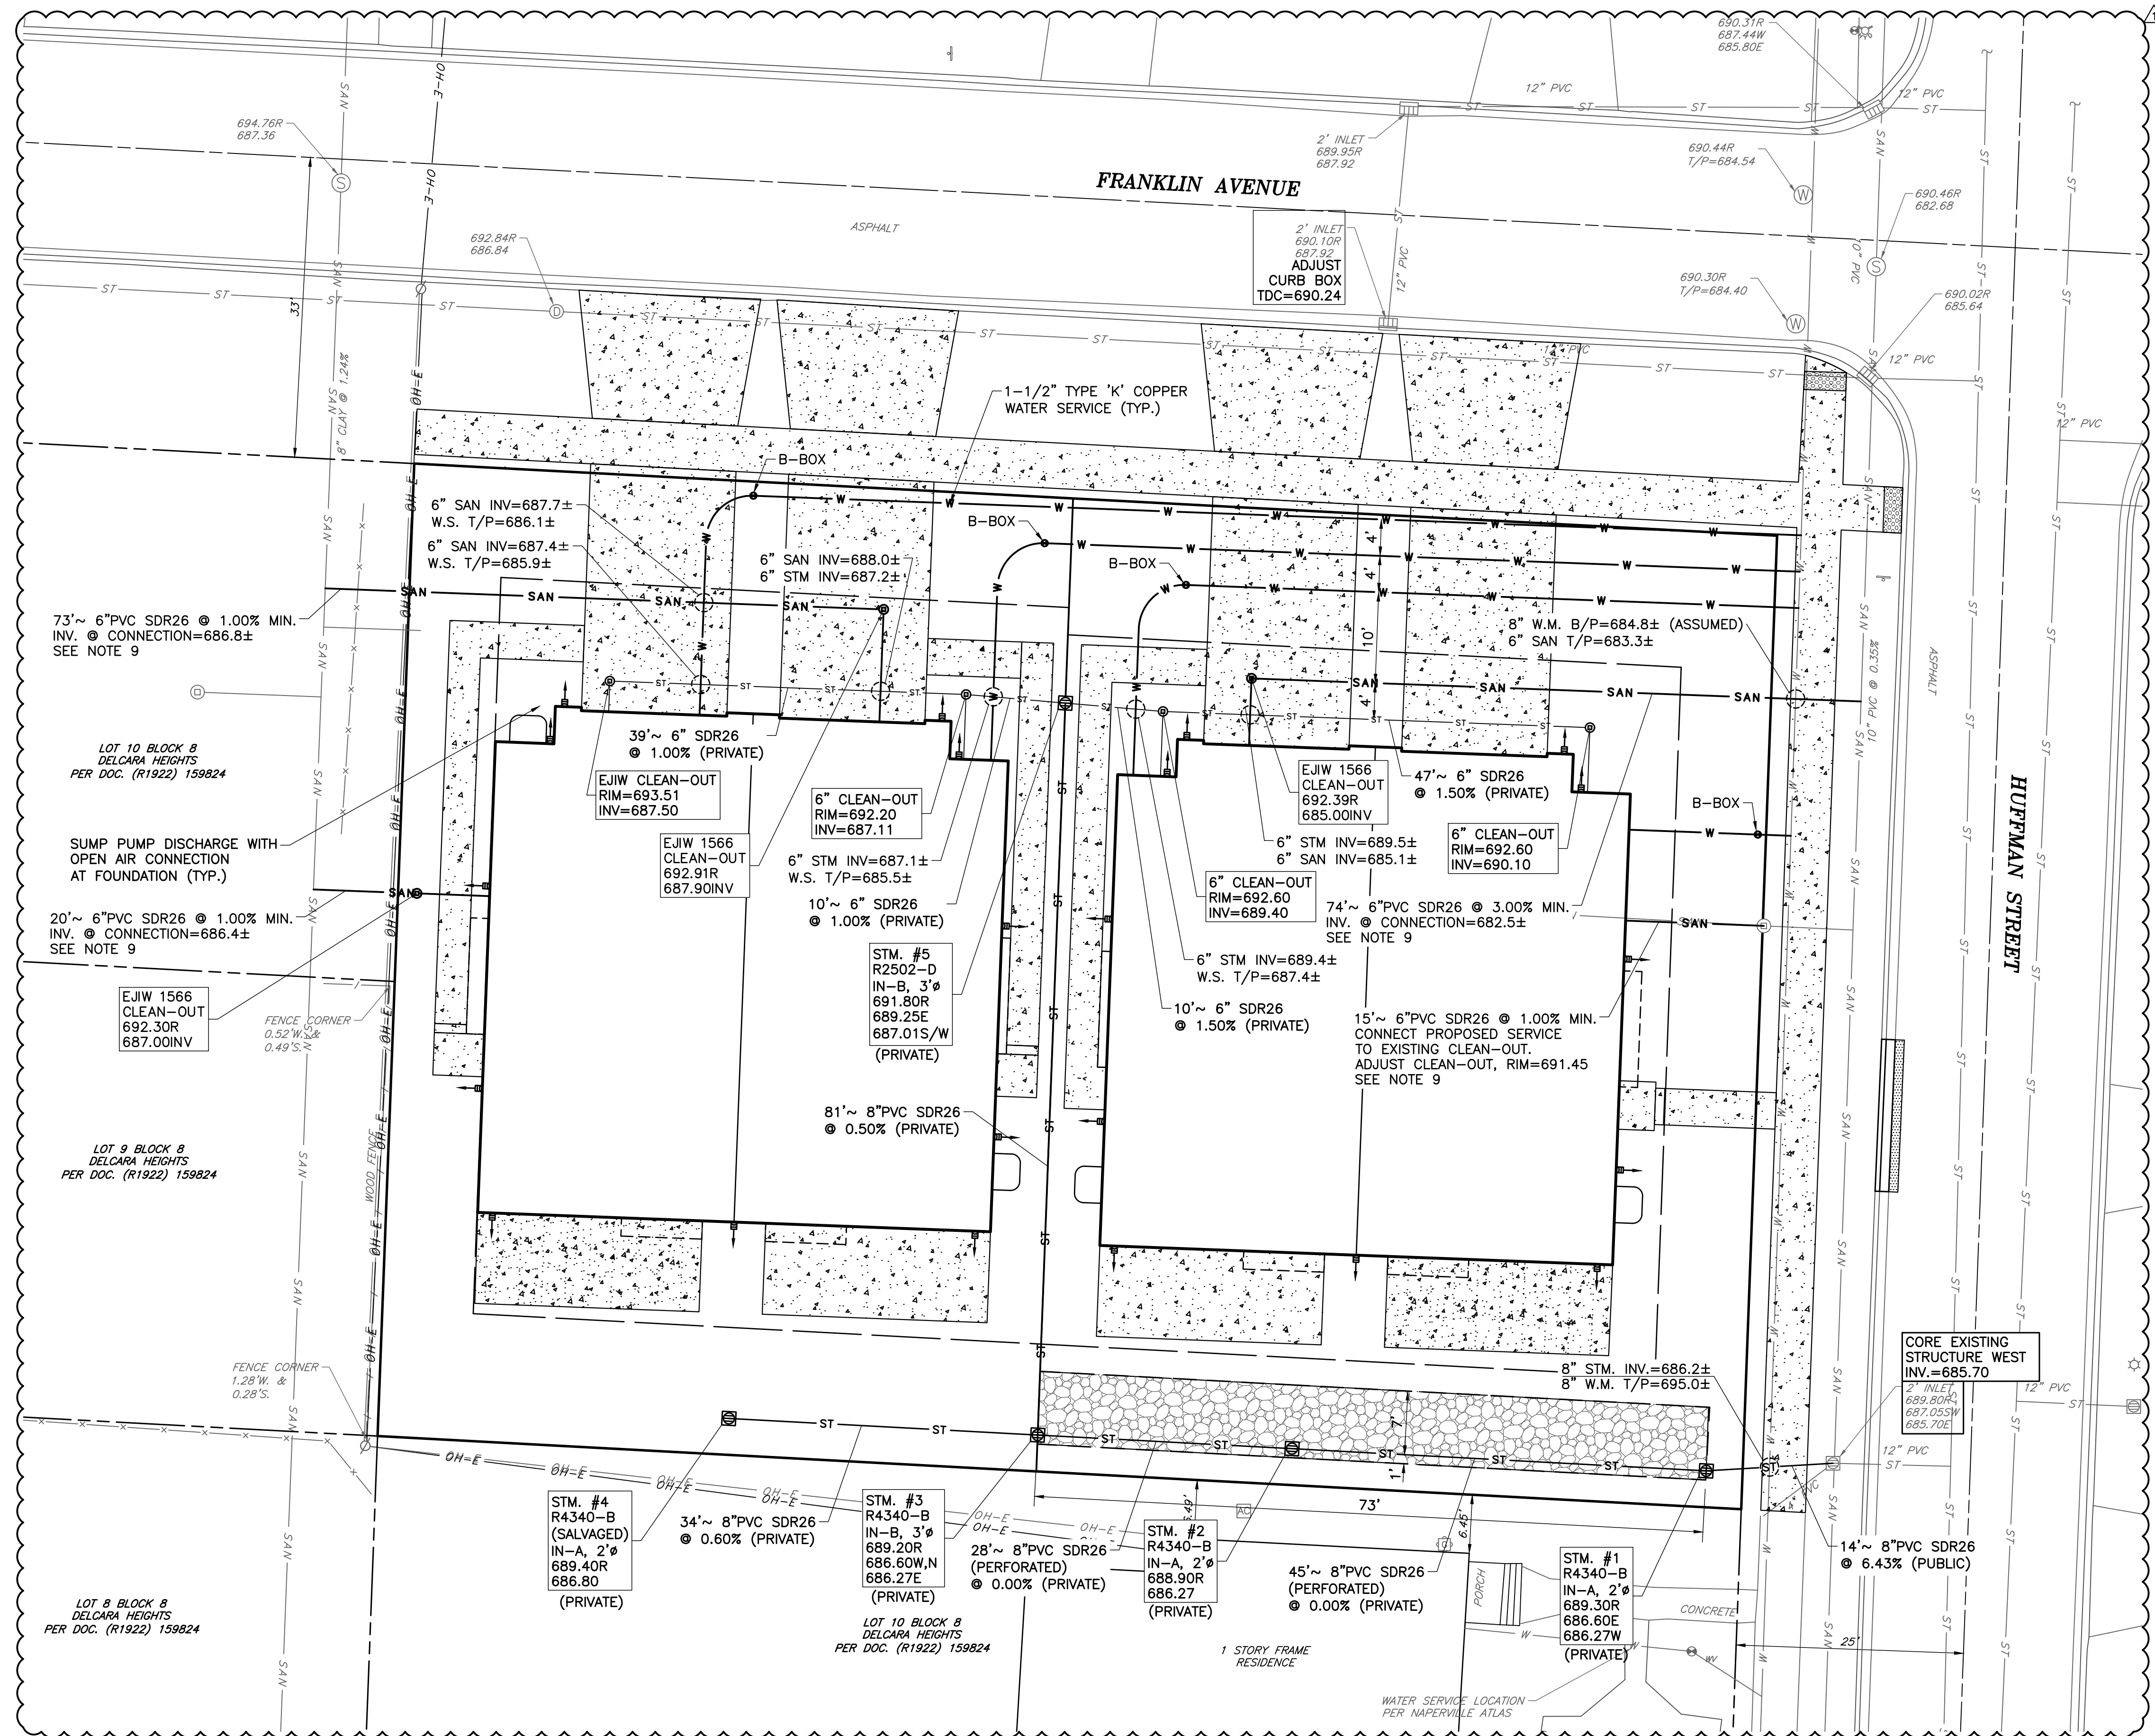 690.31R
687.44W
685.80E
12" PVC
12" PVC
694.76R
687.36
2' INLET
689.95R
687.92
690.44R
T/P=684.54
FRANKLIN AVENUE
690.46R
682.68
692.84R
686.84
ASPHALT
2' INLET
690.10R
687.92
ADJUST
CURB BOX
TDC=690.24
12" PVC
10" PVC
690.30R
T/P=684.40
690.02R
685.64
33'
12" PVC
12" PVC
12" PVC
8" CLAY @ 1.24%
1-1/2" TYPE 'K' COPPER
WATER SERVICE (TYP.)
B-BOX
6" SAN INV=687.7±
W.S. T/P=686.1±
B-BOX
6" SAN INV=687.4±
W.S. T/P=685.9±
6" SAN INV=688.0±
6" STM INV=687.2±
B-BOX
4'
4'
10'
4'
73'~ 6"PVC SDR26 @ 1.00% MIN.
INV. @ CONNECTION=686.8±
SEE NOTE 9
8" W.M. B/P=684.8± (ASSUMED)
6" SAN T/P=683.3±
10" PVC @ 0.35%
ASPHALT
LOT 10 BLOCK 8
DELCARA HEIGHTS
PER DOC. (R1922) 159824
39'~ 6" SDR26
@ 1.00% (PRIVATE)
EJIW CLEAN-OUT
RIM=693.51
INV=687.50
6" CLEAN-OUT
RIM=692.20
INV=687.11
EJIW 1566
CLEAN-OUT
692.39R
685.00INV
47'~ 6" SDR26
@ 1.50% (PRIVATE)
B-BOX
HUFFMAN STREET
SUMP PUMP DISCHARGE WITH
OPEN AIR CONNECTION
AT FOUNDATION (TYP.)
EJIW 1566
CLEAN-OUT
692.91R
687.90INV
6" STM INV=687.1±
W.S. T/P=685.5±
6" STM INV=689.5±
6" SAN INV=685.1±
6" CLEAN-OUT
RIM=692.60
INV=690.10
20'~ 6"PVC SDR26 @ 1.00% MIN.
INV. @ CONNECTION=686.4±
SEE NOTE 9
10'~ 6" SDR26
@ 1.00% (PRIVATE)
6" CLEAN-OUT
RIM=692.60
INV=689.40
74'~ 6"PVC SDR26 @ 3.00% MIN.
INV. @ CONNECTION=682.5±
SEE NOTE 9
STM. #5
R2502-D
IN-B, 3'ø
691.80R
689.25E
687.01S/W
(PRIVATE)
6" STM INV=689.4±
W.S. T/P=687.4±
EJIW 1566
CLEAN-OUT
692.30R
687.00INV
FENCE CORNER
0.52'W. &
0.49'S.
10'~ 6" SDR26
@ 1.50% (PRIVATE)
15'~ 6"PVC SDR26 @ 1.00% MIN.
CONNECT PROPOSED SERVICE
TO EXISTING CLEAN-OUT.
ADJUST CLEAN-OUT, RIM=691.45
SEE NOTE 9
81'~ 8"PVC SDR26
@ 0.50% (PRIVATE)
LOT 9 BLOCK 8
DELCARA HEIGHTS
PER DOC. (R1922) 159824
WOOD FENCE
FENCE CORNER
1.28'W. &
0.28'S.
8" STM. INV.=686.2±
8" W.M. T/P=695.0±
CORE EXISTING
STRUCTURE WEST
INV.=685.70
2' INLET
689.80R
687.05SW
685.70E
12" PVC
12" PVC
7'
1'
73'
6.45'
AC
STM. #4
R4340-B
(SALVAGED)
IN-A, 2'ø
689.40R
686.80
(PRIVATE)
34'~ 8"PVC SDR26
@ 0.60% (PRIVATE)
STM. #3
R4340-B
IN-B, 3'ø
689.20R
686.60W,N
686.27E
(PRIVATE)
28'~ 8"PVC SDR26
(PERFORATED)
@ 0.00% (PRIVATE)
STM. #2
R4340-B
IN-A, 2'ø
688.90R
686.27
(PRIVATE)
45'~ 8"PVC SDR26
(PERFORATED)
@ 0.00% (PRIVATE)
PORCH
STM. #1
R4340-B
IN-A, 2'ø
689.30R
686.60E
686.27W
(PRIVATE)
14'~ 8"PVC SDR26
@ 6.43% (PUBLIC)
CONCRETE
25'
LOT 8 BLOCK 8
DELCARA HEIGHTS
PER DOC. (R1922) 159824
LOT 10 BLOCK 8
DELCARA HEIGHTS
PER DOC. (R1922) 159824
1 STORY FRAME
RESIDENCE
WV
WATER SERVICE LOCATION
PER NAPERVILLE ATLAS